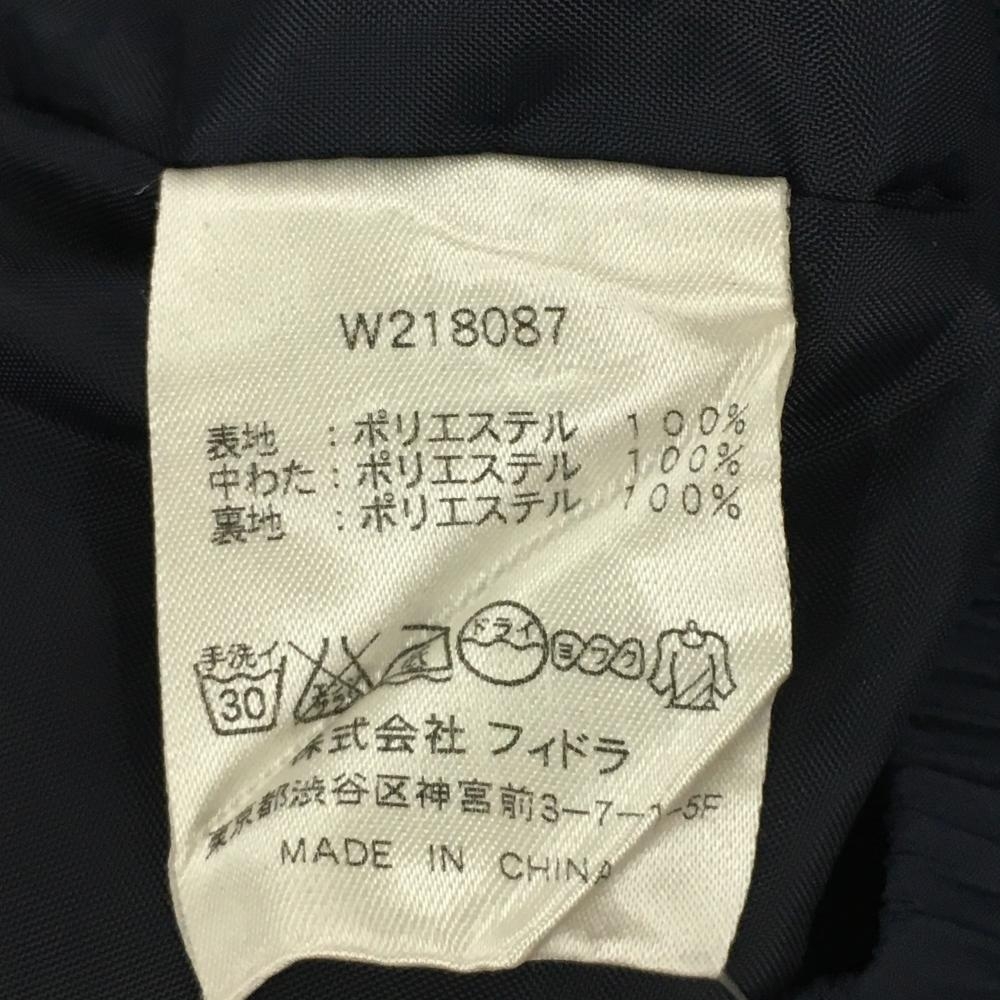 W218087
表地 : ポリエステル 100%
中わた : ポリエステル 100%
裏地 : ポリエステル 100%
手洗イ 30 ドライ
株式会社 フィドラ
東京都渋谷区神宮前3-7-1-5F
MADE IN CHINA